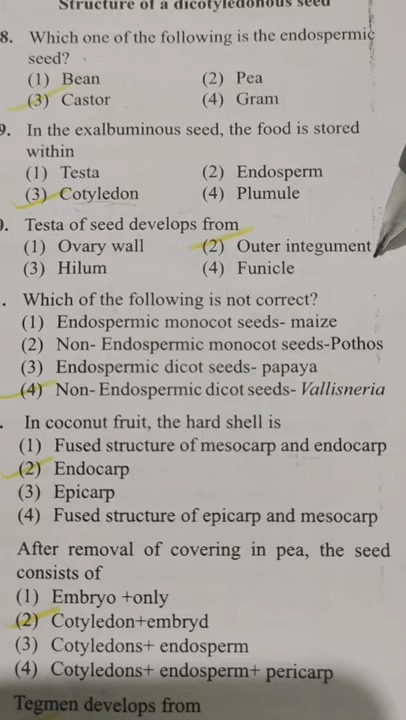 Structure of a dicotyledonous seed
8. Which one of the following is the endospermic
seed?
(1) Bean (2) Pea
(3) Castor (4) Gram
9. In the exalbuminous seed, the food is stored
within
(1) Testa (2) Endosperm
(3) Cotyledon (4) Plumule
). Testa of seed develops from
(1) Ovary wall (2) Outer integument
(3) Hilum (4) Funicle
. Which of the following is not correct?
(1) Endospermic monocot seeds- maize
(2) Non- Endospermic monocot seeds-Pothos
(3) Endospermic dicot seeds- papaya
(4) Non- Endospermic dicot seeds- Vallisneria
. In coconut fruit, the hard shell is
(1) Fused structure of mesocarp and endocarp
(2) Endocarp
(3) Epicarp
(4) Fused structure of epicarp and mesocarp
After removal of covering in pea, the seed
consists of
(1) Embryo +only
(2) Cotyledon+embryd
(3) Cotyledons+ endosperm
(4) Cotyledons+ endosperm+ pericarp
Tegmen develops from